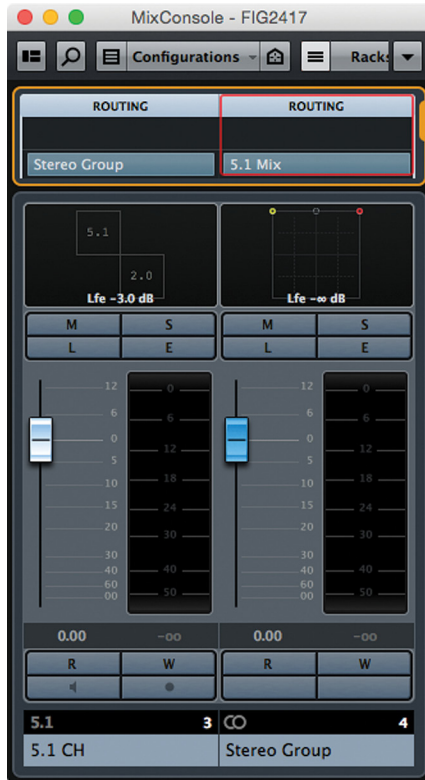 MixConsole - FIG2417
Configurations Racks
ROUTING ROUTING
Stereo Group 5.1 Mix
5.1
2.0
Lfe -3.0 dB Lfe -∞ dB
M S M S
L E L E
12 0 12 0
6 6 6 6
0 12 0 12
5 5
10 18 10 18
15 24 15 24
20 30 20 30
30 30
40 40 40 40
60 60
00 50 00 50
0.00 -oo 0.00 -oo
R W R W
5.1 3 4
5.1 CH Stereo Group